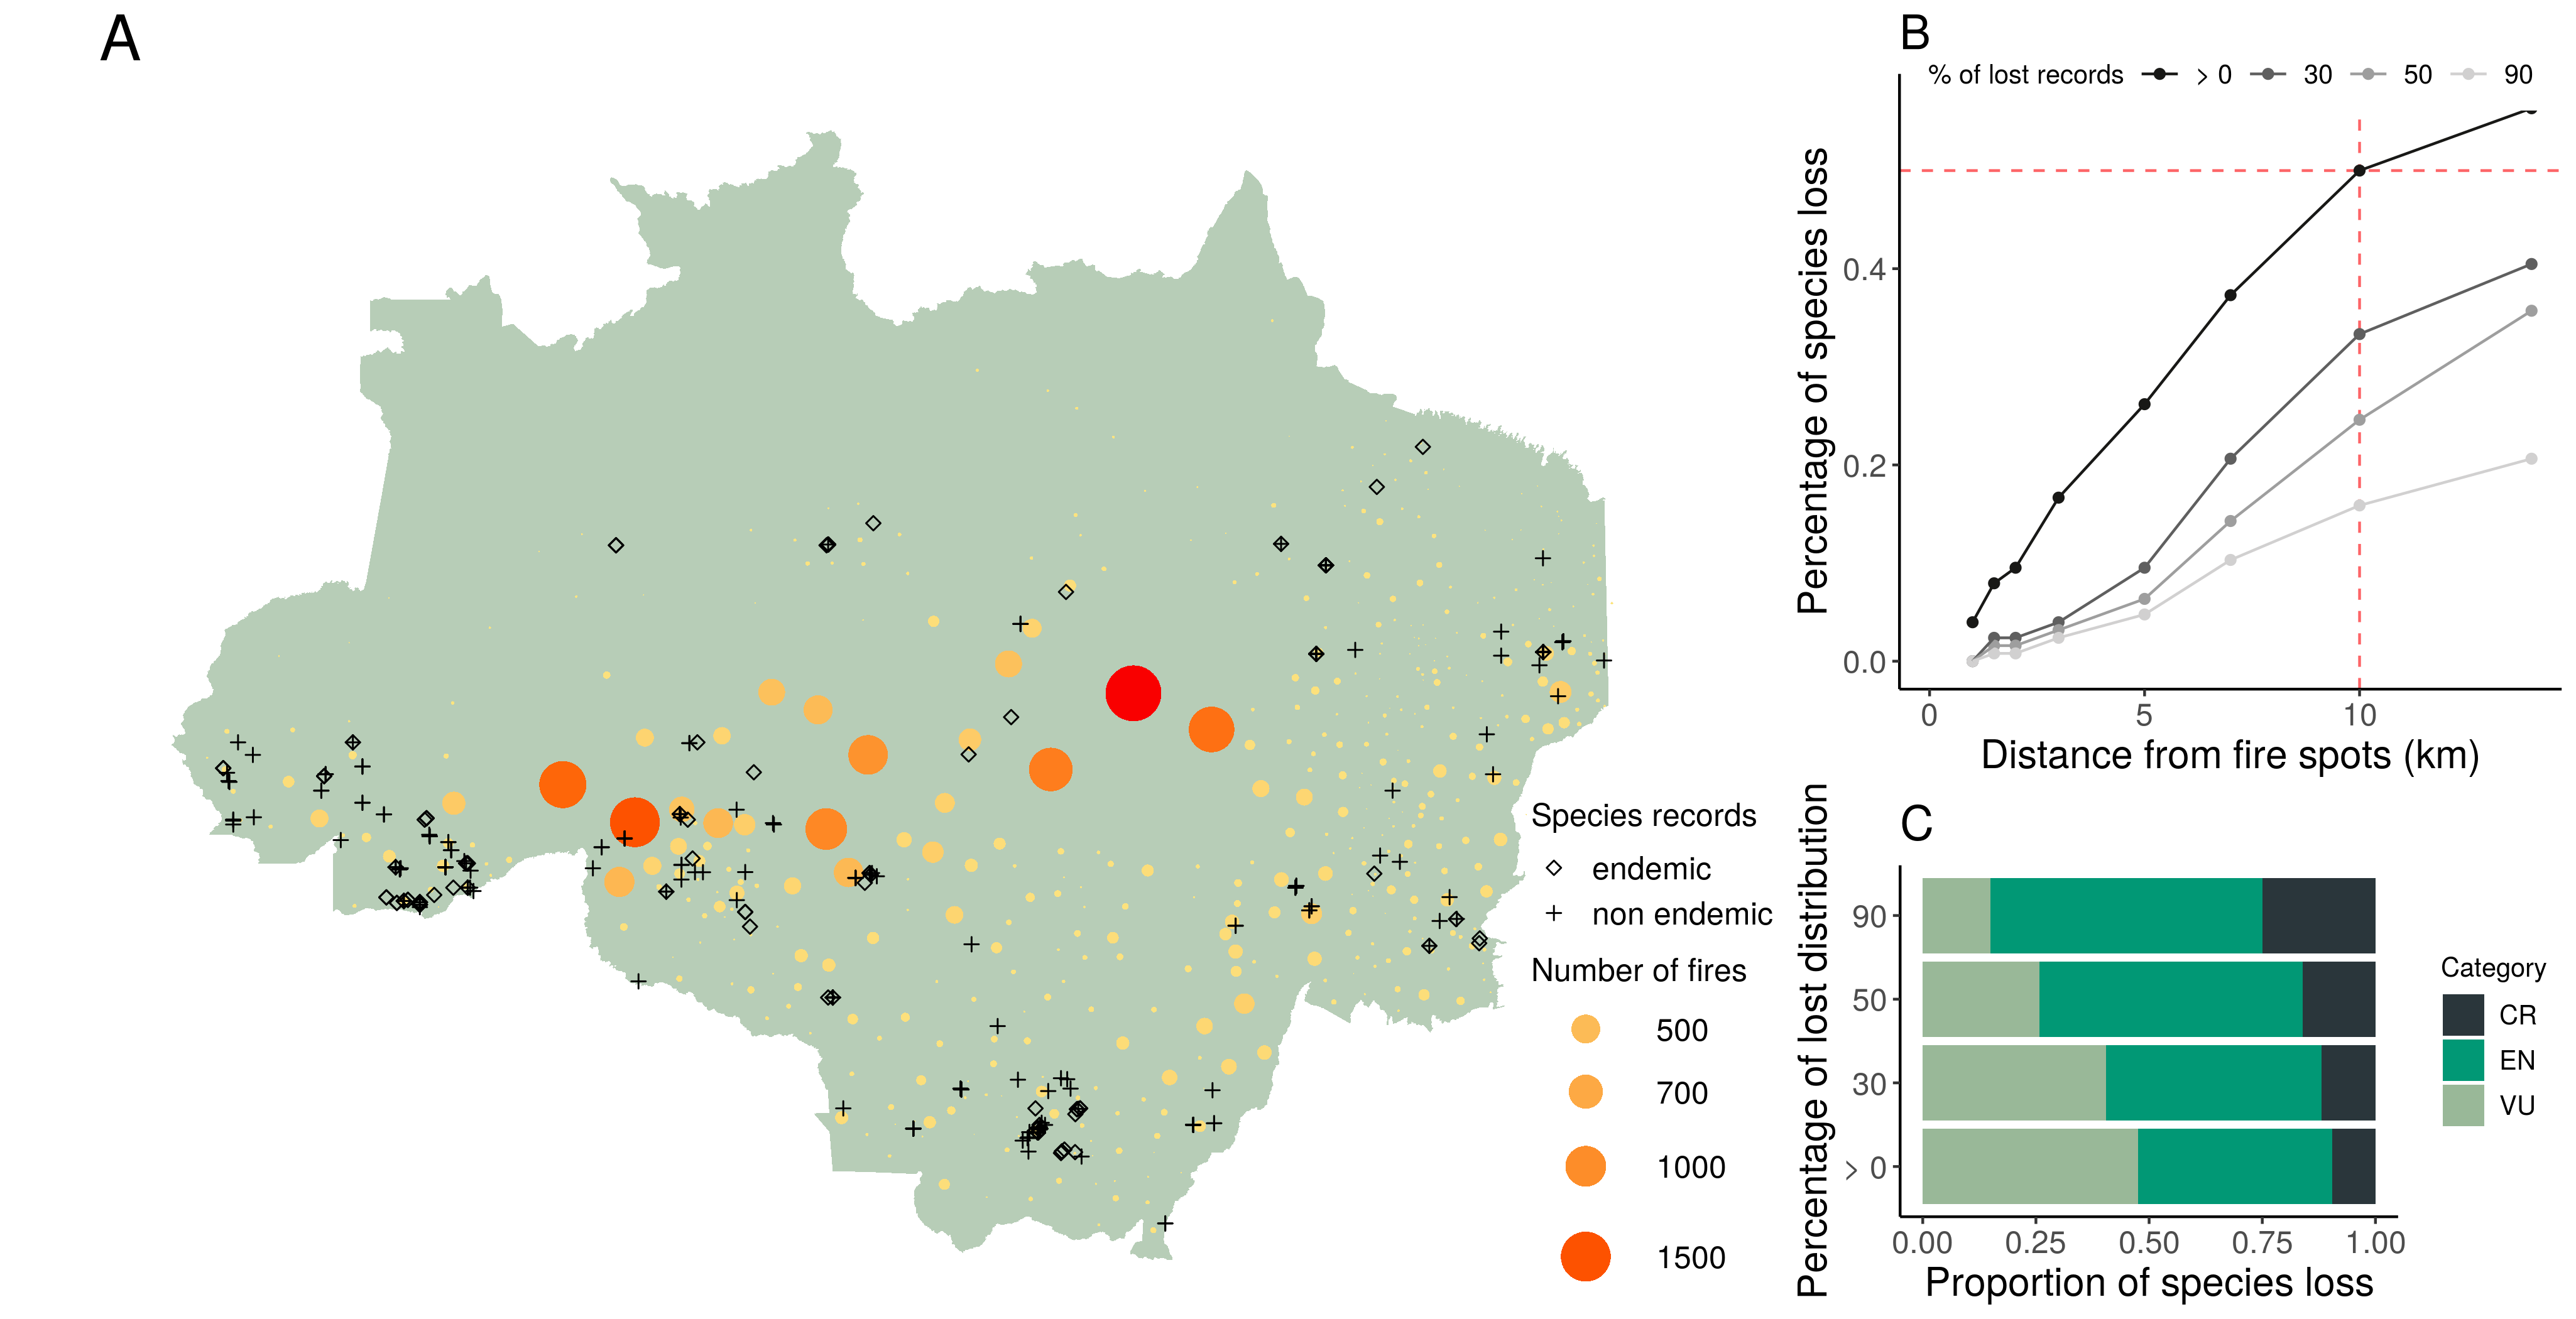 A
Species records
endemic
non endemic
Number of fires
500
700
1000
1500
B
% of lost records > 0 30 50 90
Percentage of species loss
0.4
0.2
0.0
0 5 10
Distance from fire spots (km)
C
Percentage of lost distribution
90
50
30
> 0
0.00 0.25 0.50 0.75 1.00
Proportion of species loss
Category
CR
EN
VU